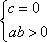 c = 0
ab > 0